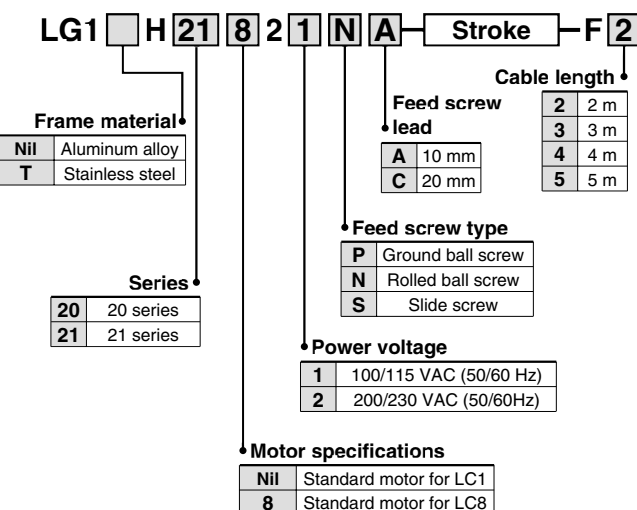 LG1 H 21 8 2 1 N A Stroke F 2
Cable length
2 2 m
3 3 m
4 4 m
5 5 m
Feed screw
lead
A 10 mm
C 20 mm
Frame material
Nil Aluminum alloy
T Stainless steel
Feed screw type
P Ground ball screw
N Rolled ball screw
S Slide screw
Series
20 20 series
21 21 series
Power voltage
1 100/115 VAC (50/60 Hz)
2 200/230 VAC (50/60Hz)
Motor specifications
Nil Standard motor for LC1
8 Standard motor for LC8